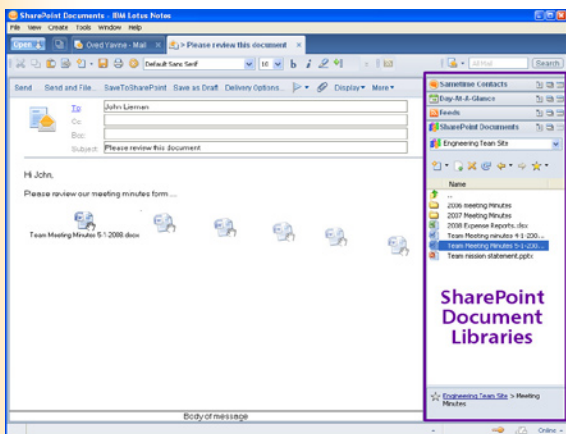 SharePoint Documents - IBM Lotus Notes
File View Create Tools Window Help
Open
Oved Yavine - Mail
> Please review this document
Default Sans Serif
10
b i
All Mail
Search
Send Send and File... SaveToSharePoint Save as Draft Delivery Options... Display More
To John Lierman
Cc:
Bcc:
Subject: Please review this document
Hi John,
Please review our meeting minutes form ...
Team Meeting Minutes 5-1-2008.docx
Body of message
Sametime Contacts
Day-At-A-Glance
Feeds
SharePoint Documents
Engineering Team Site
Name
..
2006 meeting Minutes
2007 Meeting Minutes
2008 Expense Reports.xlsx
Team Meeting minutes 4-1-200...
Team Meeting Minutes 5-1-200...
Team mission statement.pptx
SharePoint
Document
Libraries
Engineering Team Site > Meeting
Minutes
Online